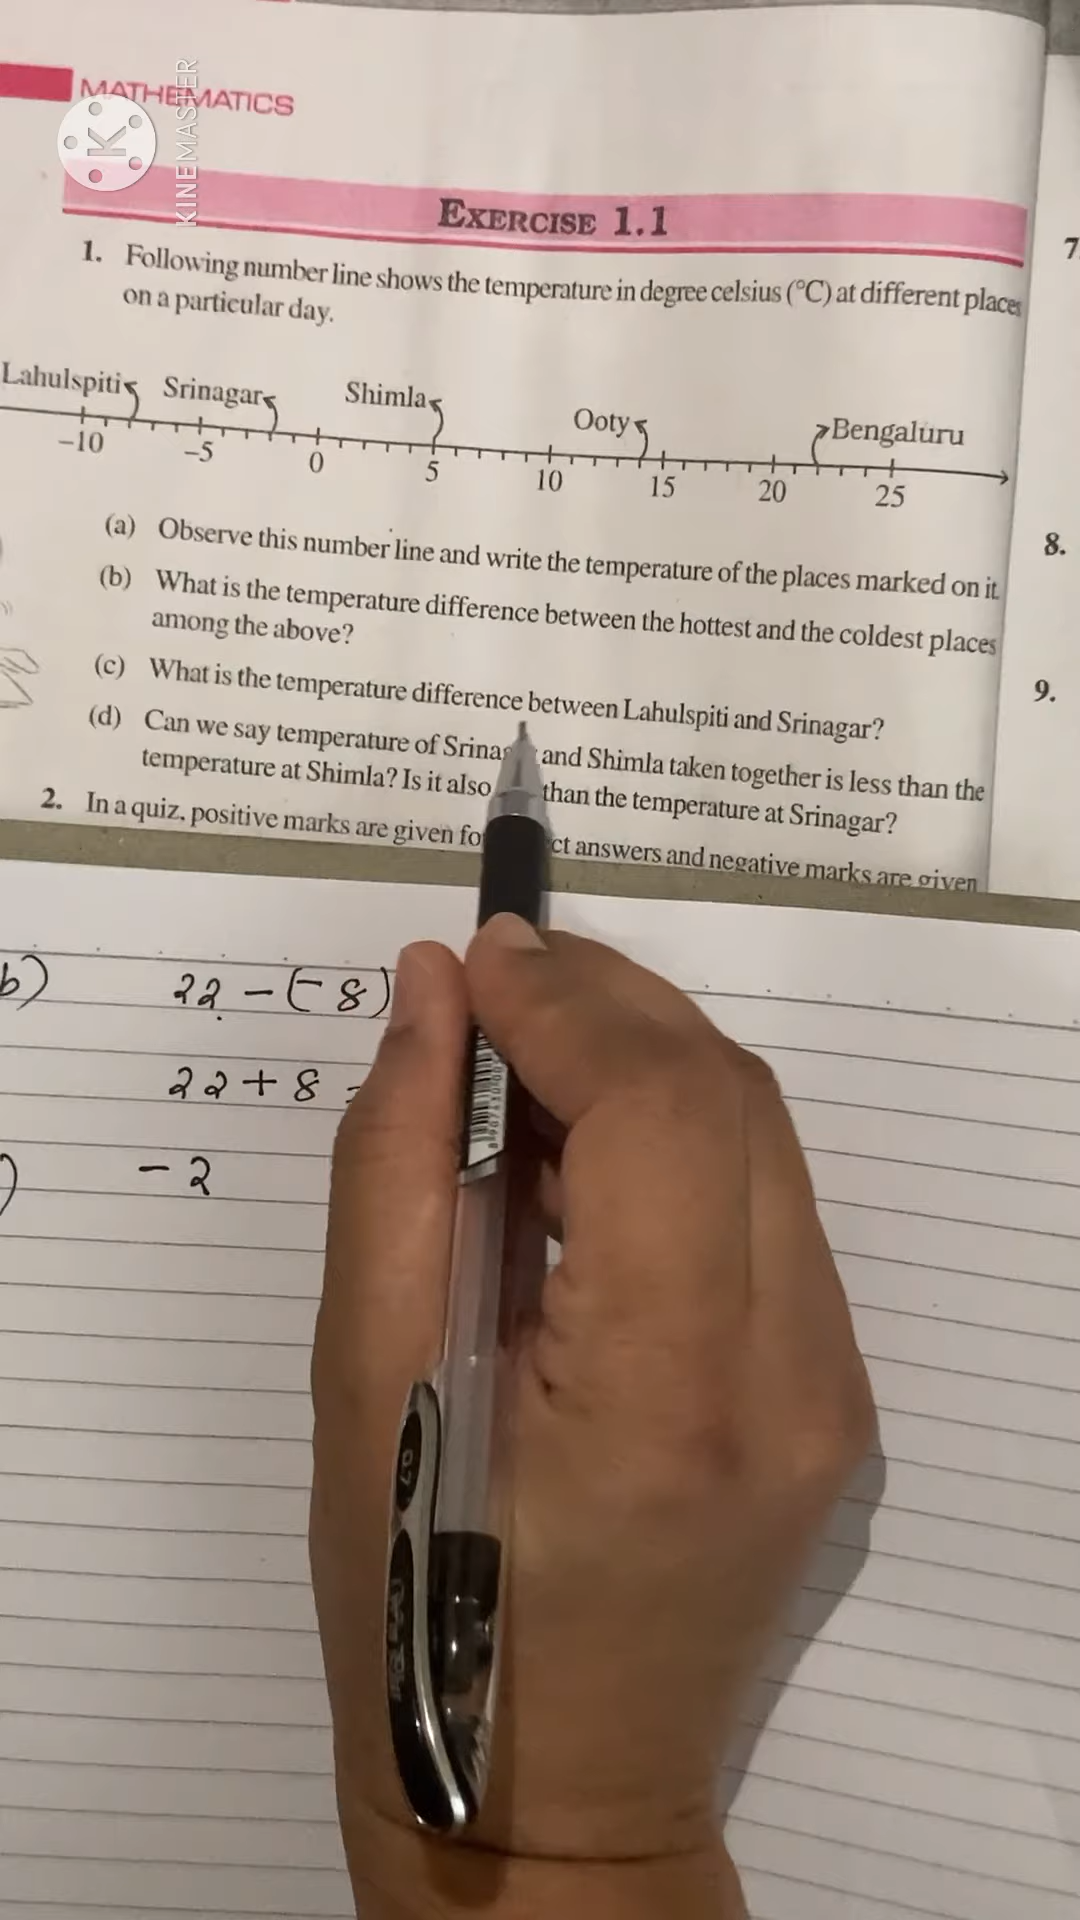 MATHEMATICS
KINEMASTER
EXERCISE 1.1
1. Following number line shows the temperature in degree celsius (°C) at different places
on a particular day.
Lahulspiti Srinagar Shimla Ooty Bengaluru
–10 –5 0 5 10 15 20 25
(a) Observe this number line and write the temperature of the places marked on it.
(b) What is the temperature difference between the hottest and the coldest places
among the above?
(c) What is the temperature difference between Lahulspiti and Srinagar?
(d) Can we say temperature of Srinag and Shimla taken together is less than the
temperature at Shimla? Is it also than the temperature at Srinagar?
2. In a quiz, positive marks are given fo ct answers and negative marks are given
7.
8.
9.
b) 22 - (- 8)
22 + 8 =
) - 2
0.7